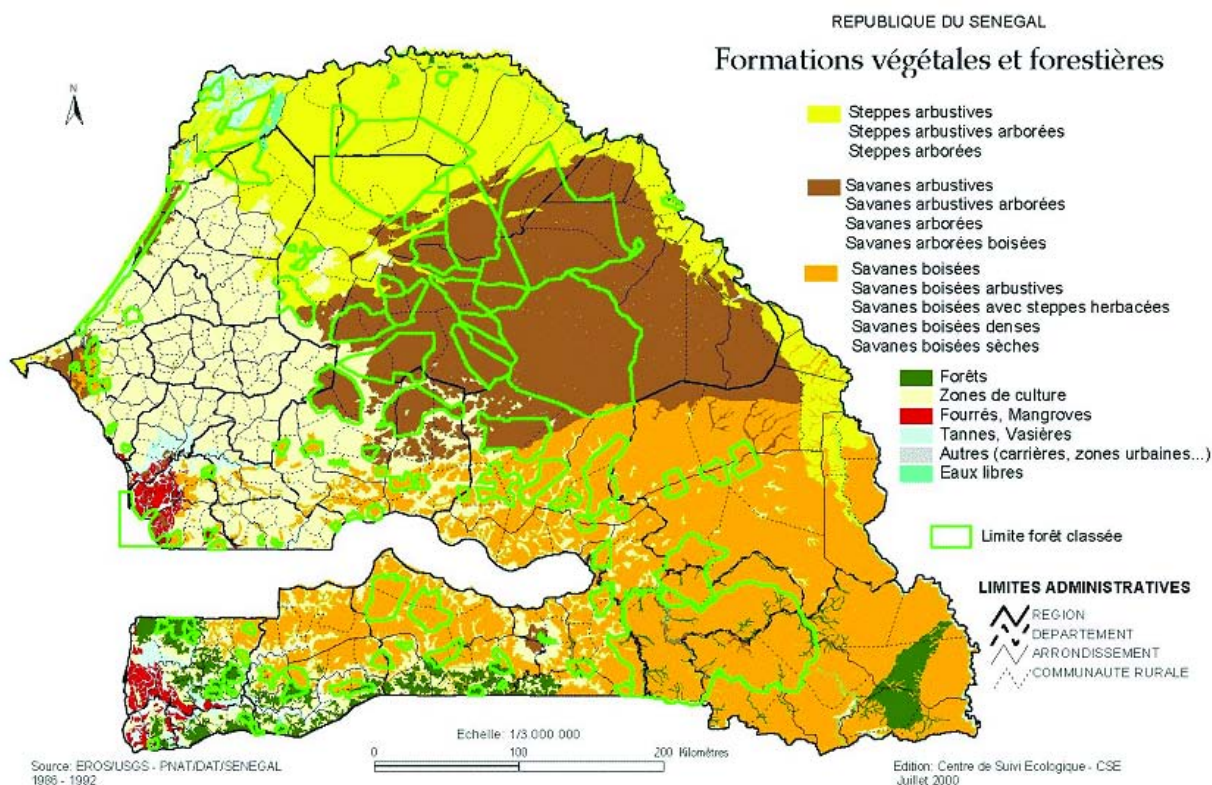 REPUBLIQUE DU SENEGAL
Formations végétales et forestières
N
Steppes arbustives
Steppes arbustives arborées
Steppes arborées
Savanes arbustives
Savanes arbustives arborées
Savanes arborées
Savanes arborées boisées
Savanes boisées
Savanes boisées arbustives
Savanes boisées avec steppes herbacées
Savanes boisées denses
Savanes boisées sèches
Forêts
Zones de culture
Fourrés, Mangroves
Tannes, Vasières
Autres (carrières, zones urbaines...)
Eaux libres
Limite forêt classée
LIMITES ADMINISTRATIVES
REGION
DEPARTEMENT
ARRONDISSEMENT
COMMUNAUTE RURALE
Echelle: 1/3.000 000
0 100 200 Kilomètres
Source: EROS/USGS - PNAT/DAT/SENEGAL
1986 - 1992
Edition: Centre de Suivi Ecologique - CSE
Juillet 2000